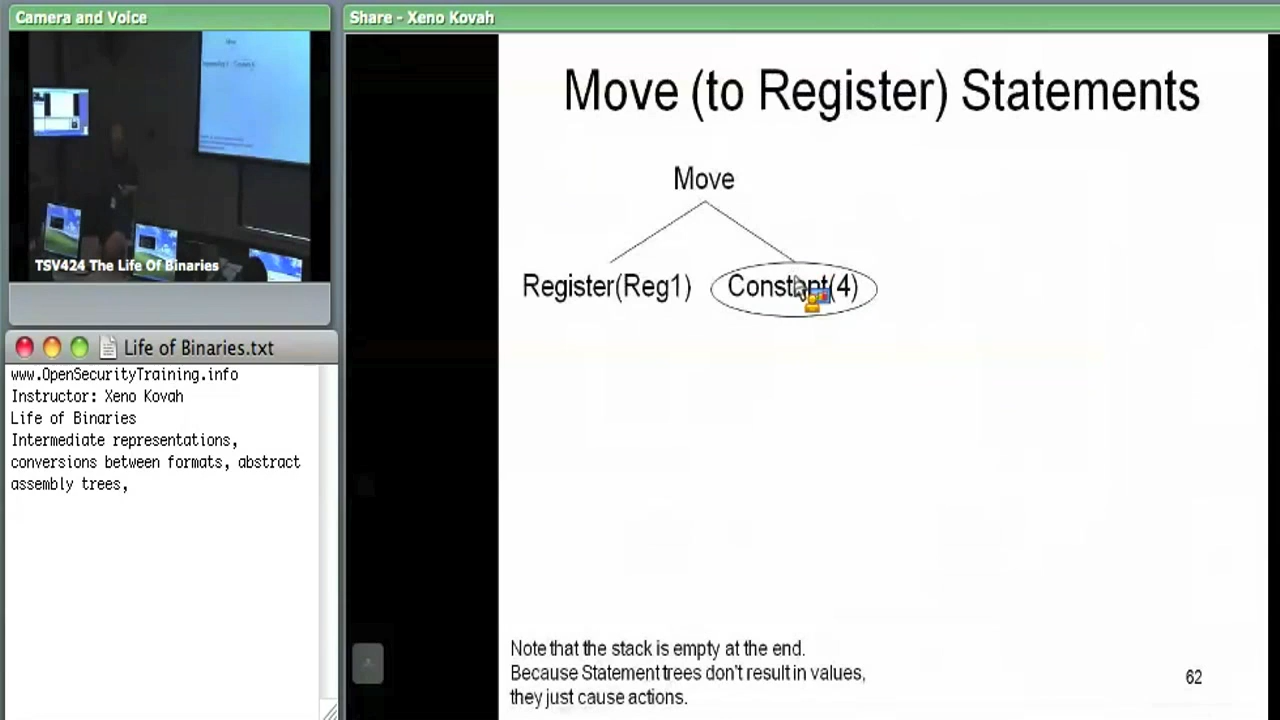 Camera and Voice
TSV424 The Life Of Binaries
Life of Binaries.txt
www.OpenSecurityTraining.info
Instructor: Xeno Kovah
Life of Binaries
Intermediate representations,
conversions between formats, abstract
assembly trees,
Share - Xeno Kovah
Move (to Register) Statements
Move
Register(Reg1) Constant(4)
Note that the stack is empty at the end.
Because Statement trees don't result in values,
they just cause actions.
62